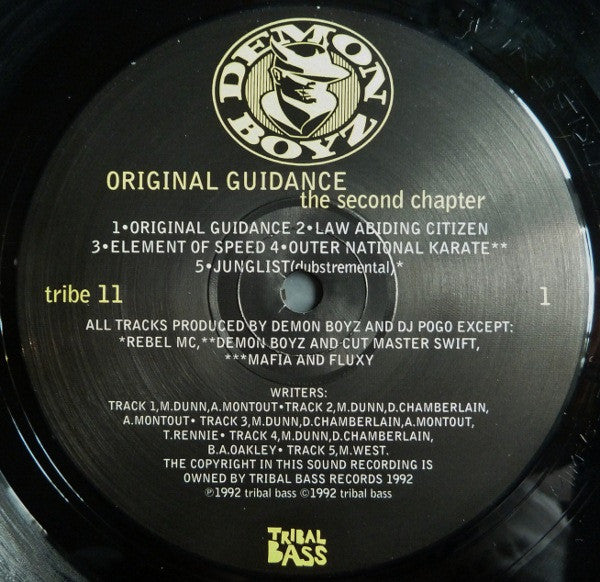 DEMON
BOYZ
ORIGINAL GUIDANCE
the second chapter
1•ORIGINAL GUIDANCE 2•LAW ABIDING CITIZEN
3•ELEMENT OF SPEED 4•OUTER NATIONAL KARATE**
5•JUNGLIST(dubstremental)*
tribe 11
1
ALL TRACKS PRODUCED BY DEMON BOYZ AND DJ POGO EXCEPT:
*REBEL MC,**DEMON BOYZ AND CUT MASTER SWIFT,
***MAFIA AND FLUXY
WRITERS:
TRACK 1,M.DUNN,A.MONTOUT•TRACK 2,M.DUNN,D.CHAMBERLAIN,
A.MONTOUT• TRACK 3,M.DUNN,D.CHAMBERLAIN,A.MONTOUT,
T.RENNIE• TRACK 4,M.DUNN,D.CHAMBERLAIN,
B.A.OAKLEY• TRACK 5,M.WEST.
THE COPYRIGHT IN THIS SOUND RECORDING IS
OWNED BY TRIBAL BASS RECORDS 1992
℗1992 tribal bass ©1992 tribal bass
TRIBAL
BASS